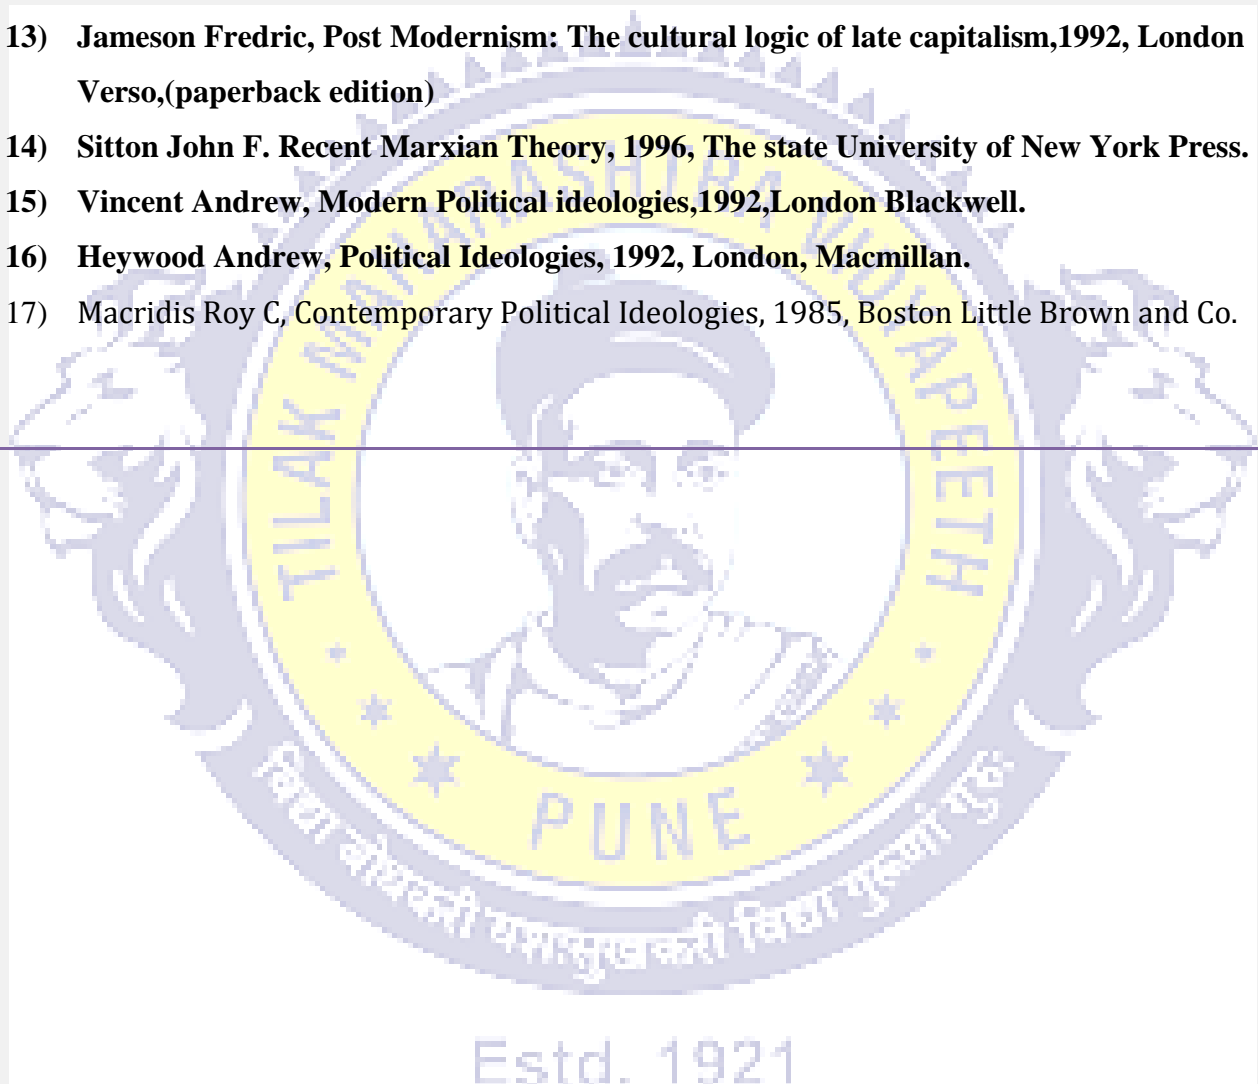 13) Jameson Fredric, Post Modernism: The cultural logic of late capitalism,1992, London
Verso,(paperback edition)
14) Sitton John F. Recent Marxian Theory, 1996, The state University of New York Press.
15) Vincent Andrew, Modern Political ideologies,1992,London Blackwell.
16) Heywood Andrew, Political Ideologies, 1992, London, Macmillan.
17) Macridis Roy C, Contemporary Political Ideologies, 1985, Boston Little Brown and Co.
TILAK MAHARASHTRA VIDYAPEETH
PUNE
Estd. 1921